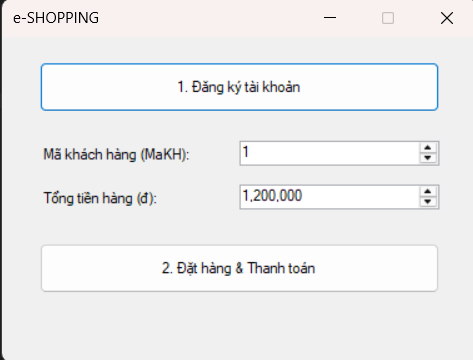 e-SHOPPING
1. Đăng ký tài khoản
Mã khách hàng (MaKH):
1
Tổng tiền hàng (đ):
1,200,000
2. Đặt hàng & Thanh toán